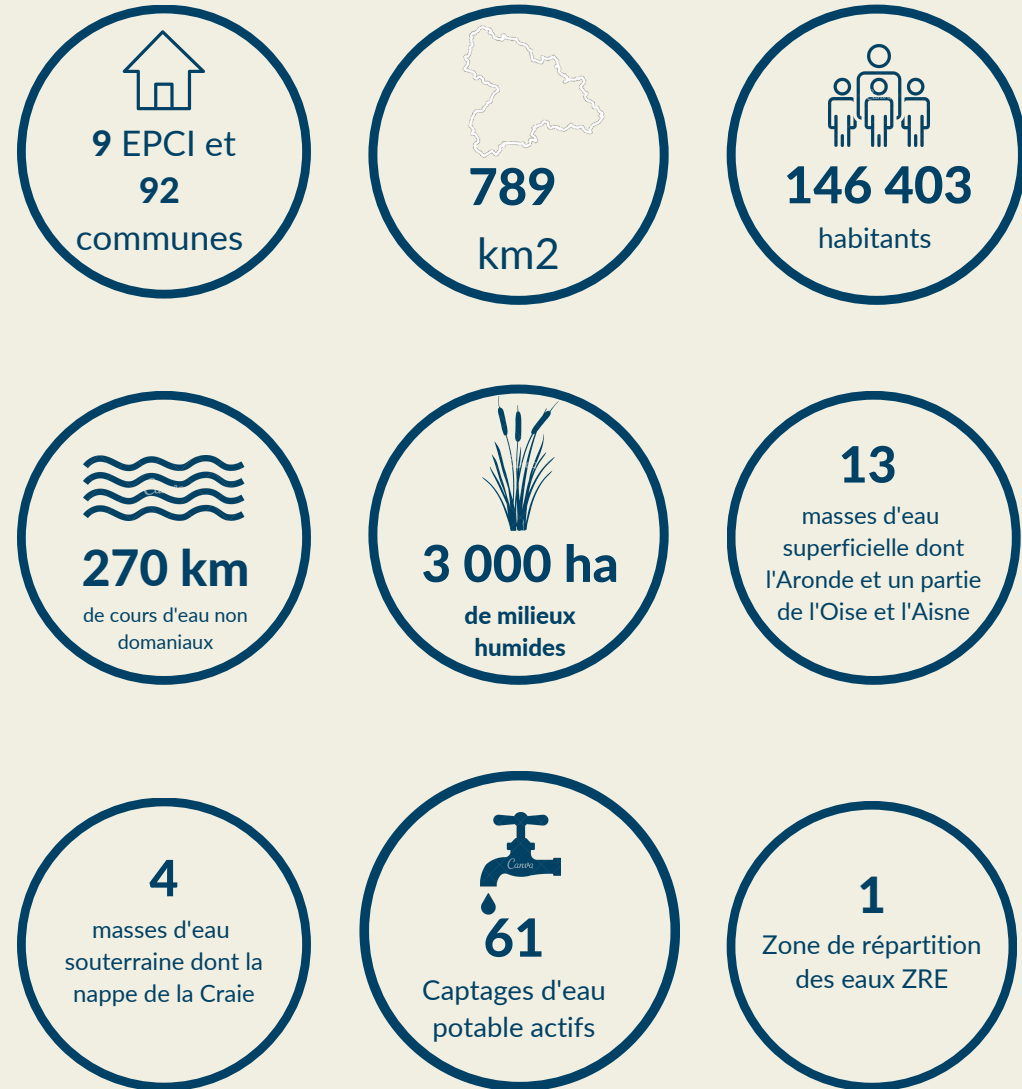 9 EPCI et
92
communes
789
km2
146 403
habitants
270 km
de cours d'eau non
domaniaux
3 000 ha
de milieux
humides
13
masses d'eau
superficielle dont
l'Aronde et un partie
de l'Oise et l'Aisne
4
masses d'eau
souterraine dont la
nappe de la Craie
Canva
61
Captages d'eau
potable actifs
1
Zone de répartition
des eaux ZRE